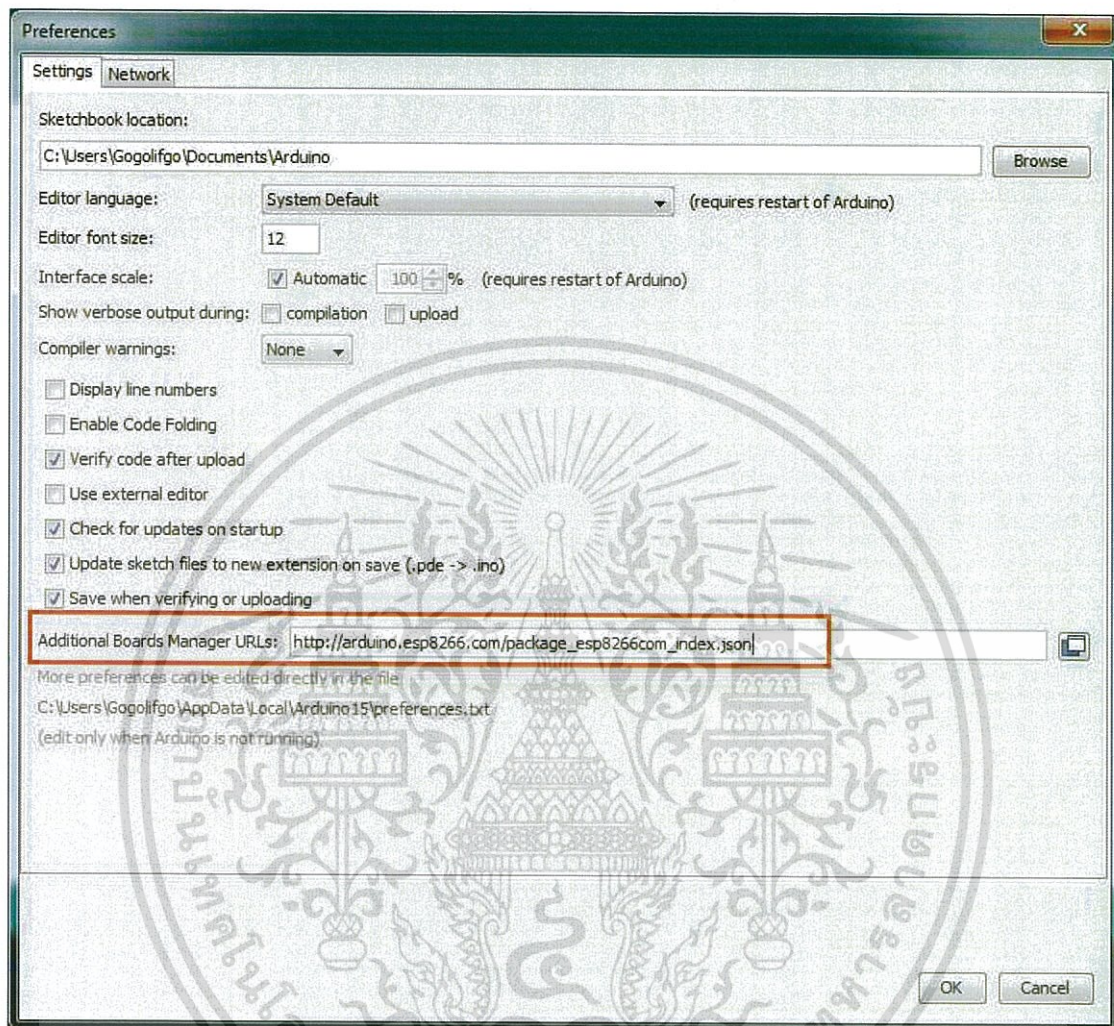 Preferences
Settings Network
Sketchbook location:
C:\Users\Gogolifgo\Documents\Arduino Browse
Editor language: System Default (requires restart of Arduino)
Editor font size: 12
Interface scale: Automatic 100 % (requires restart of Arduino)
Show verbose output during: compilation upload
Compiler warnings: None
Display line numbers
Enable Code Folding
Verify code after upload
Use external editor
Check for updates on startup
Update sketch files to new extension on save (.pde -> .ino)
Save when verifying or uploading
Additional Boards Manager URLs: http://arduino.esp8266.com/package_esp8266com_index.json
More preferences can be edited directly in the file
C:\Users\Gogolifgo\AppData\Local\Arduino15\preferences.txt
(edit only when Arduino is not running)
OK Cancel